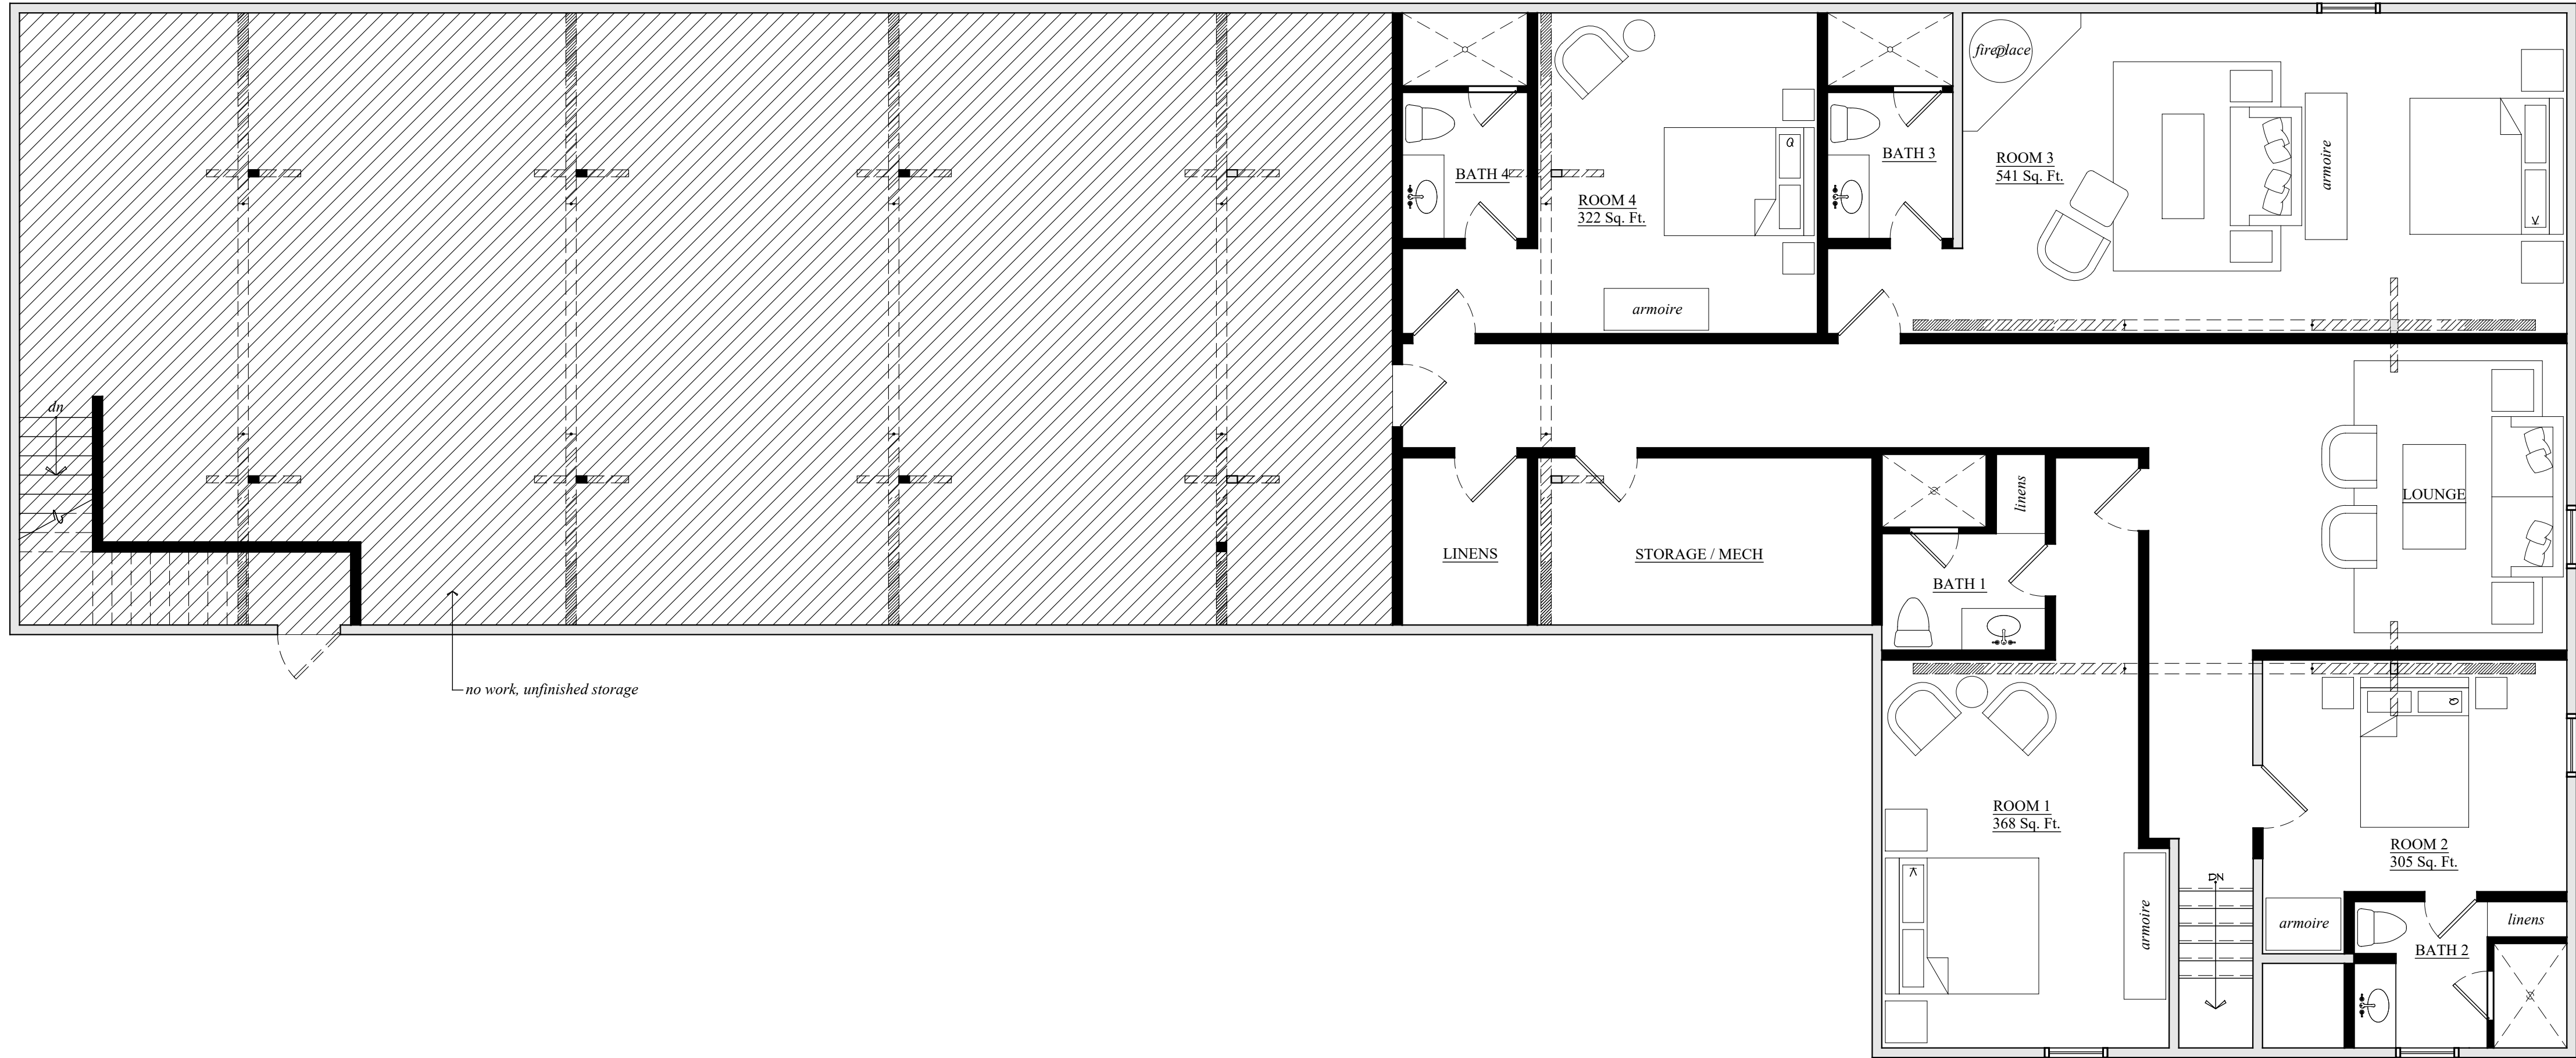 fireplace
BATH 3
ROOM 3
541 Sq. Ft.
armoire
K
Q
BATH 4
ROOM 4
322 Sq. Ft.
armoire
dn
LOUNGE
linens
LINENS
STORAGE / MECH
BATH 1
no work, unfinished storage
Q
ROOM 1
368 Sq. Ft.
ROOM 2
305 Sq. Ft.
K
DN
armoire
armoire
linens
BATH 2